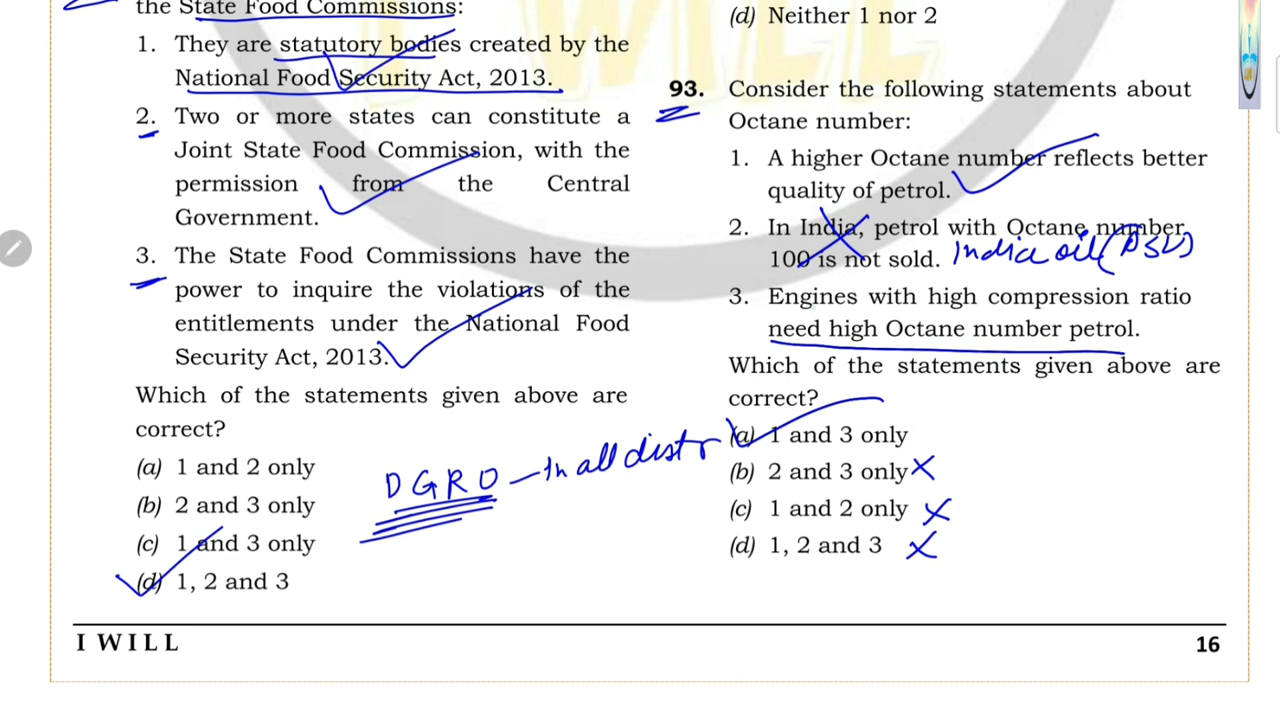 the State Food Commissions:
1. They are statutory bodies created by the
National Food Security Act, 2013.
2. Two or more states can constitute a
Joint State Food Commission, with the
permission from the Central
Government.
3. The State Food Commissions have the
power to inquire the violations of the
entitlements under the National Food
Security Act, 2013.
Which of the statements given above are
correct?
(a) 1 and 2 only
(b) 2 and 3 only
(c) 1 and 3 only
(d) 1, 2 and 3
DGRO - In all distr
(d) Neither 1 nor 2
93. Consider the following statements about
Octane number:
1. A higher Octane number reflects better
quality of petrol.
2. In India, petrol with Octane number
100 is not sold. India oil (PSU)
3. Engines with high compression ratio
need high Octane number petrol.
Which of the statements given above are
correct?
(a) 1 and 3 only
(b) 2 and 3 only
(c) 1 and 2 only
(d) 1, 2 and 3
I WILL
16